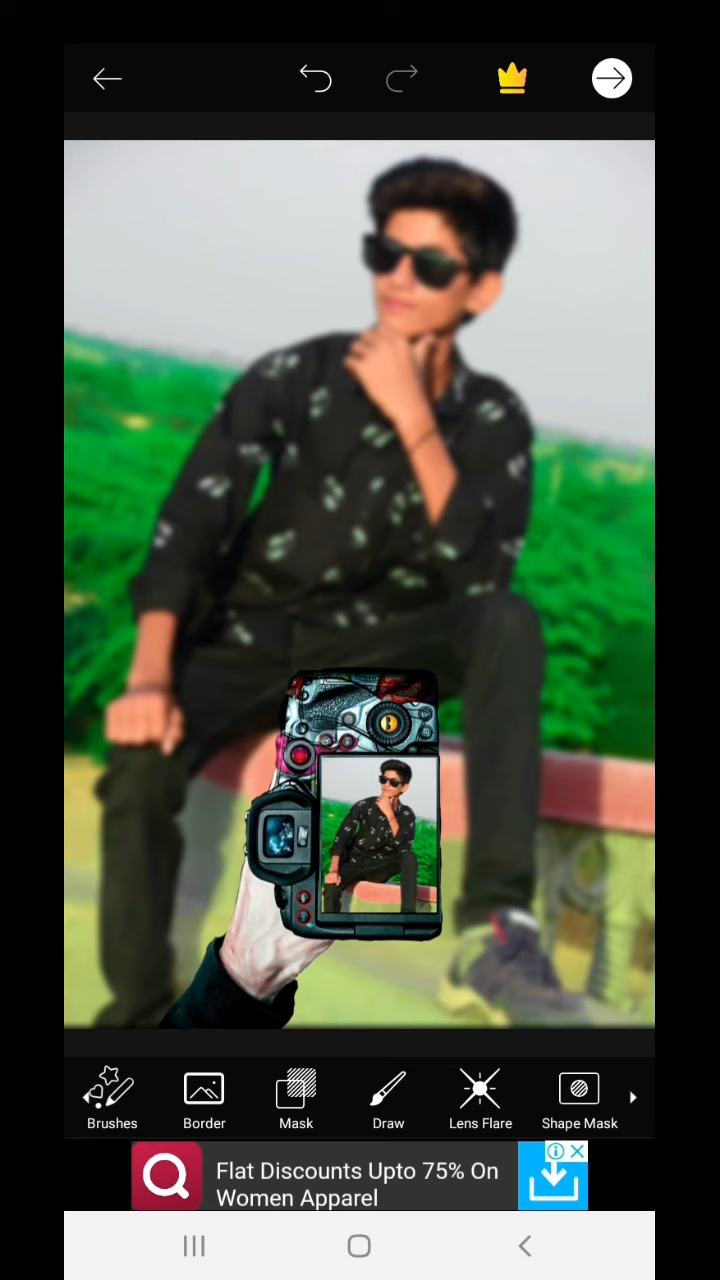 Brushes
Border
Mask
Draw
Lens Flare
Shape Mask
Flat Discounts Upto 75% On
Women Apparel